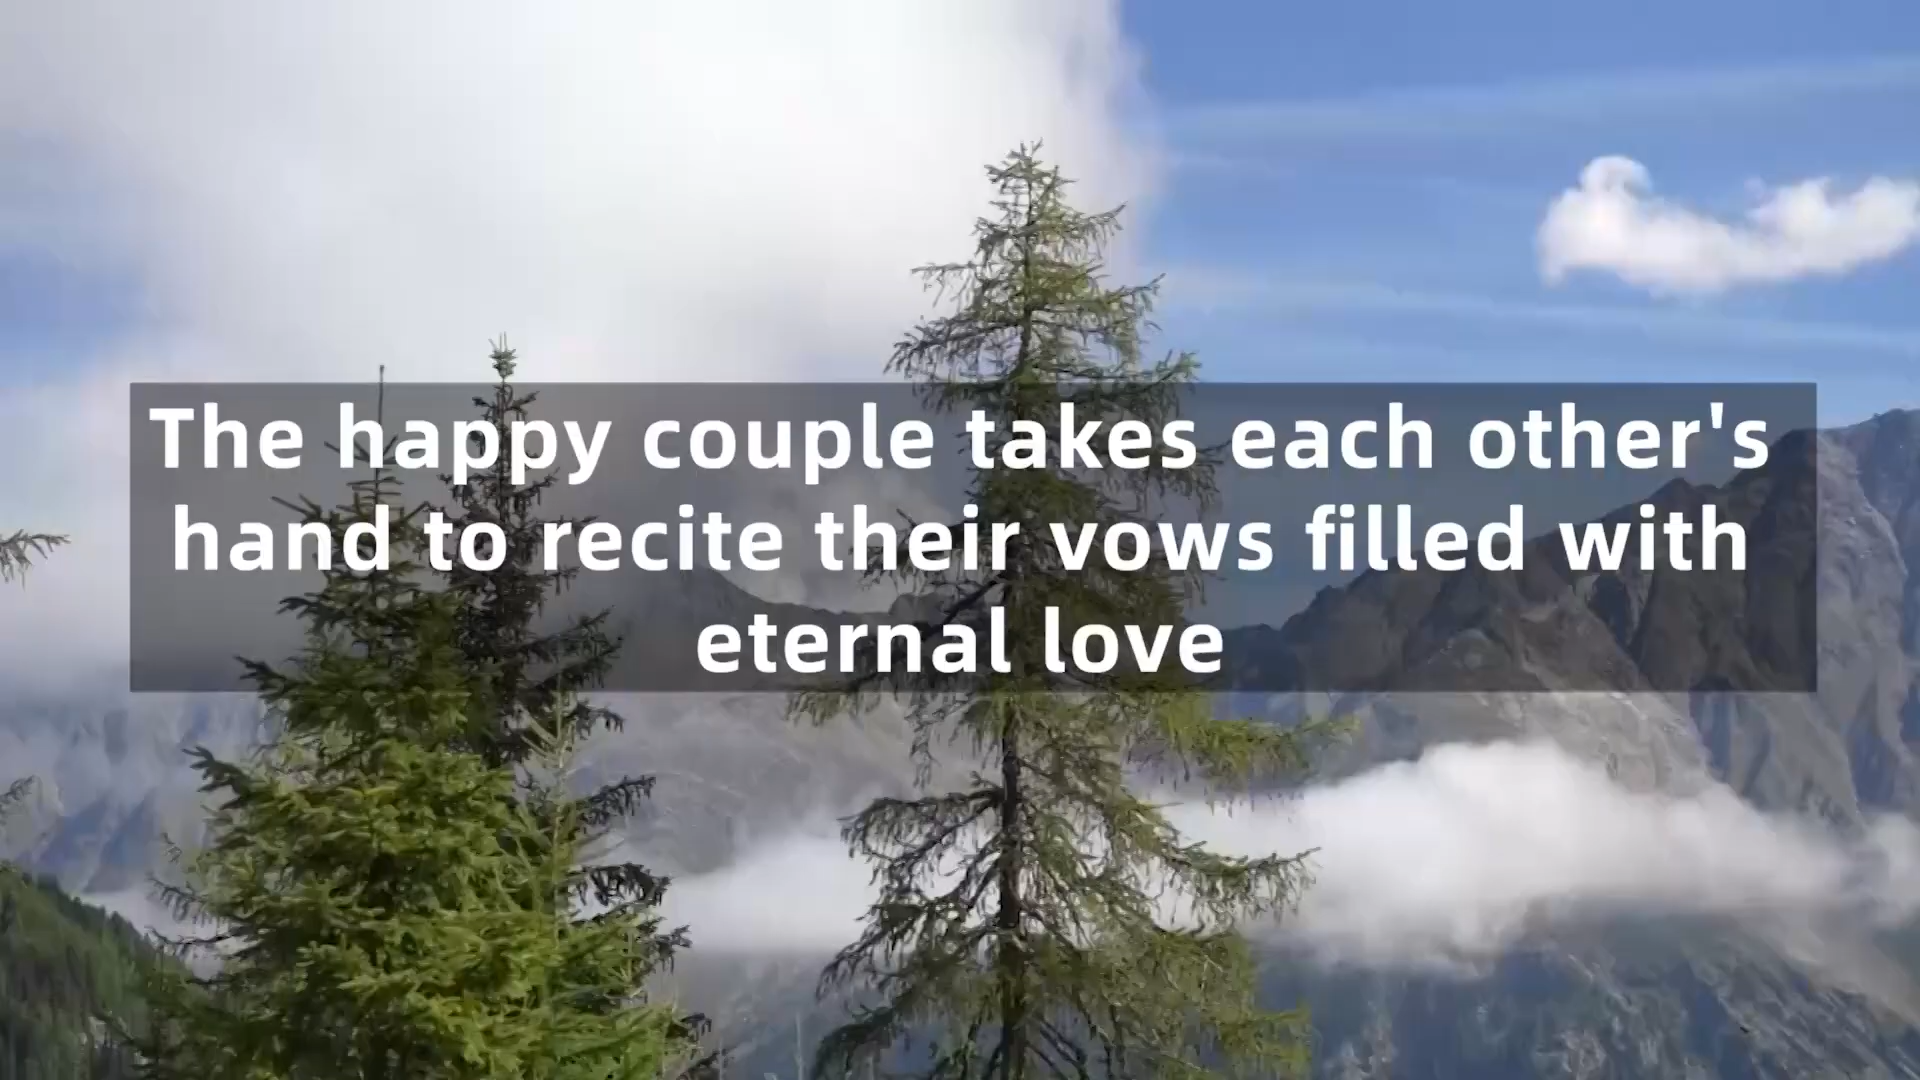 The happy couple takes each other's
hand to recite their vows filled with
eternal love